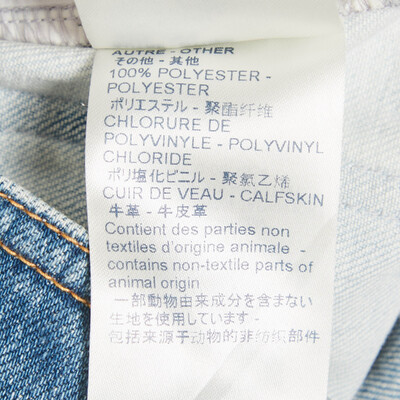 AUTRE - OTHER
その他 - 其他
100% POLYESTER -
POLYESTER
ポリエステル - 聚酯纤维
CHLORURE DE
POLYVINYLE - POLYVINYL
CHLORIDE
ポリ塩化ビニル - 聚氯乙烯
CUIR DE VEAU - CALFSKIN
牛革 - 牛皮革
Contient des parties non
textiles d'origine animale -
contains non-textile parts of
animal origin
一部動物由来成分を含まない
生地を使用しています -
包括来源于动物的非纺织部件